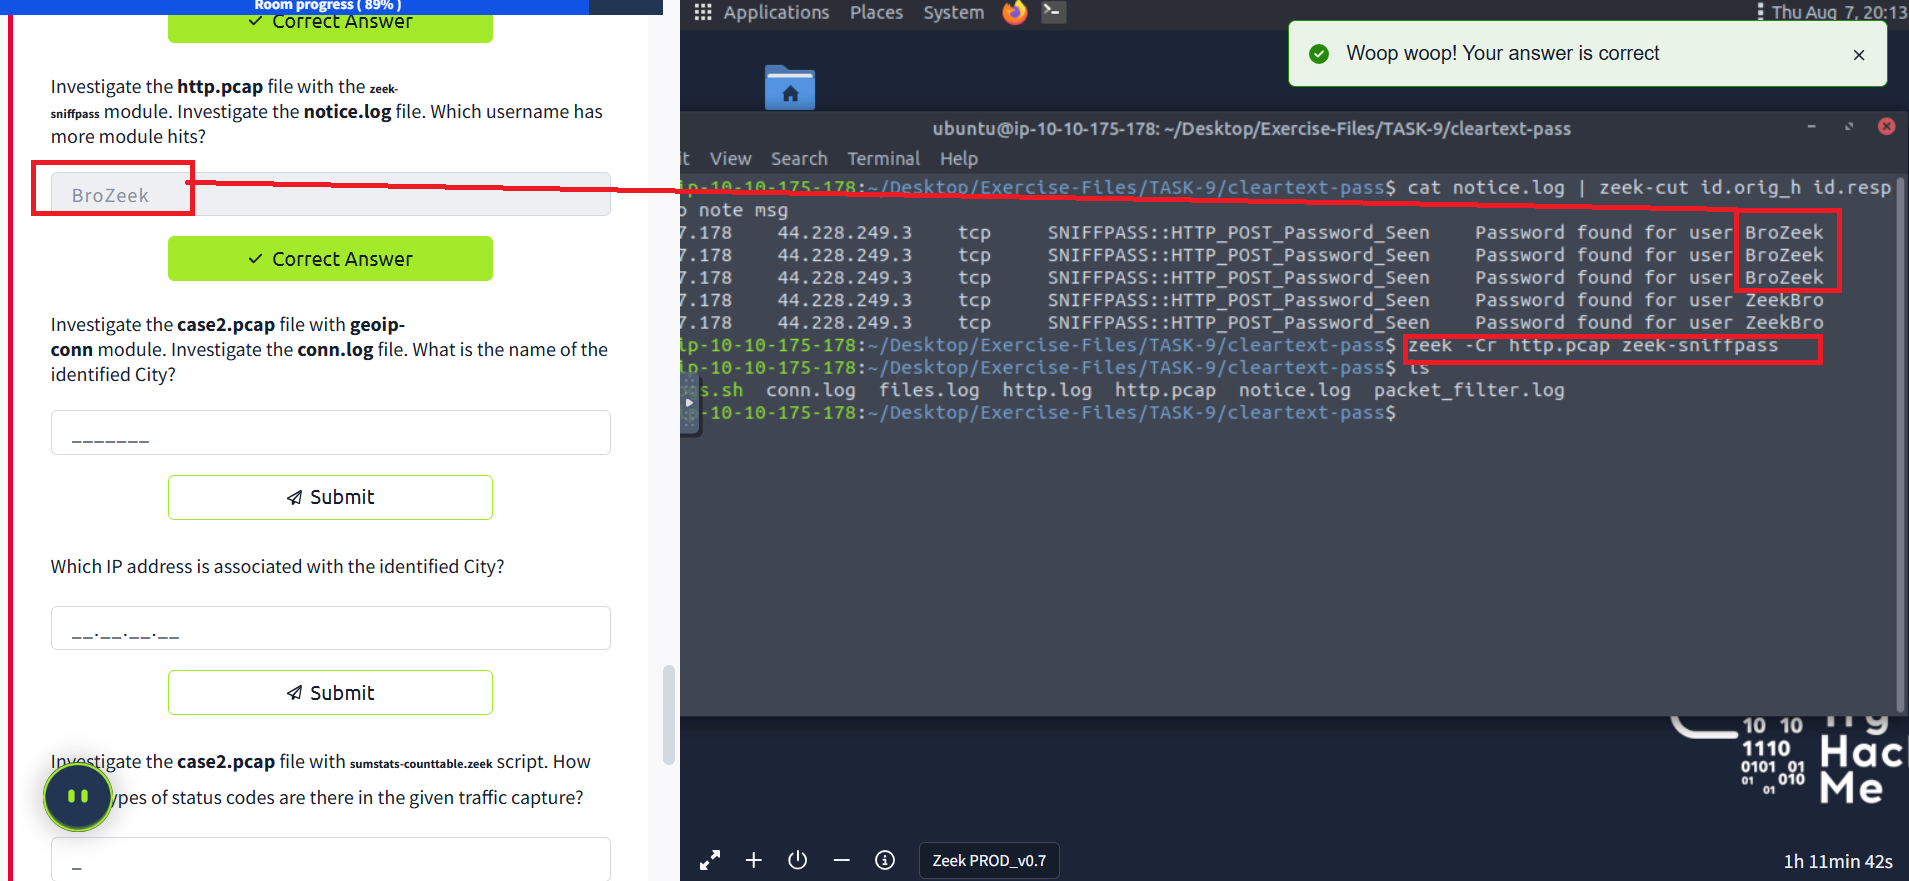 Room progress ( 89% )
Correct Answer
Investigate the http.pcap file with the zeek-
sniffpass module. Investigate the notice.log file. Which username has
more module hits?
BroZeek
Correct Answer
Investigate the case2.pcap file with geoip-
conn module. Investigate the conn.log file. What is the name of the
identified City?
_______
Submit
Which IP address is associated with the identified City?
__.__.__.__
Submit
Investigate the case2.pcap file with sumstats-counttable.zeek script. How
ypes of status codes are there in the given traffic capture?
_
Applications Places System
Thu Aug 7, 20:13
Woop woop! Your answer is correct
ubuntu@ip-10-10-175-178: ~/Desktop/Exercise-Files/TASK-9/cleartext-pass
it View Search Terminal Help
ip-10-10-175-178:~/Desktop/Exercise-Files/TASK-9/cleartext-pass$ cat notice.log | zeek-cut id.orig_h id.resp
o note msg
7.178 44.228.249.3 tcp SNIFFPASS::HTTP_POST_Password_Seen Password found for user BroZeek
7.178 44.228.249.3 tcp SNIFFPASS::HTTP_POST_Password_Seen Password found for user BroZeek
7.178 44.228.249.3 tcp SNIFFPASS::HTTP_POST_Password_Seen Password found for user BroZeek
7.178 44.228.249.3 tcp SNIFFPASS::HTTP_POST_Password_Seen Password found for user ZeekBro
7.178 44.228.249.3 tcp SNIFFPASS::HTTP_POST_Password_Seen Password found for user ZeekBro
ip-10-10-175-178:~/Desktop/Exercise-Files/TASK-9/cleartext-pass$ zeek -Cr http.pcap zeek-sniffpass
ip-10-10-175-178:~/Desktop/Exercise-Files/TASK-9/cleartext-pass$ ls
s.sh conn.log files.log http.log http.pcap notice.log packet_filter.log
-10-10-175-178:~/Desktop/Exercise-Files/TASK-9/cleartext-pass$
10 10
1110
0101 01
01 010
01
Try
Hac
Me
Zeek PROD_v0.7
1h 11min 42s